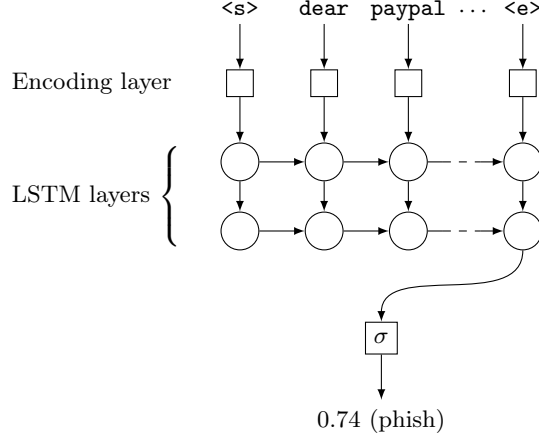 <s> dear paypal ··· <e>
Encoding layer
LSTM layers
σ
0.74 (phish)